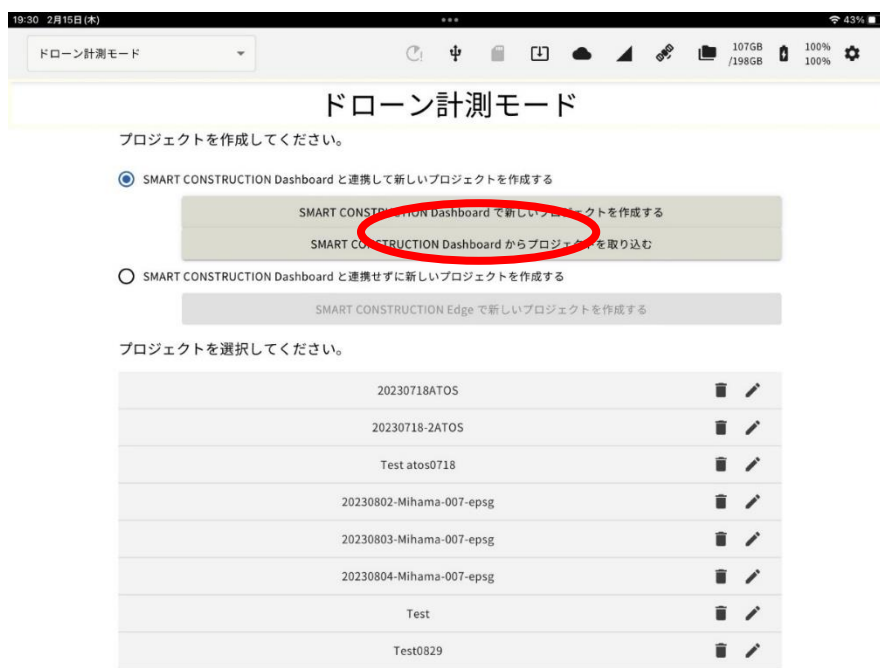 19:30 2月15日(木)
43%
ドローン計測モード
107GB
/198GB
100%
100%
ドローン計測モード
プロジェクトを作成してください。
SMART CONSTRUCTION Dashboard と連携して新しいプロジェクトを作成する
SMART CONSTRUCTION Dashboard で新しいプロジェクトを作成する
SMART CONSTRUCTION Dashboard からプロジェクトを取り込む
SMART CONSTRUCTION Dashboard と連携せずに新しいプロジェクトを作成する
SMART CONSTRUCTION Edge で新しいプロジェクトを作成する
プロジェクトを選択してください。
20230718ATOS
20230718-2ATOS
Test atos0718
20230802-Mihama-007-epsg
20230803-Mihama-007-epsg
20230804-Mihama-007-epsg
Test
Test0829